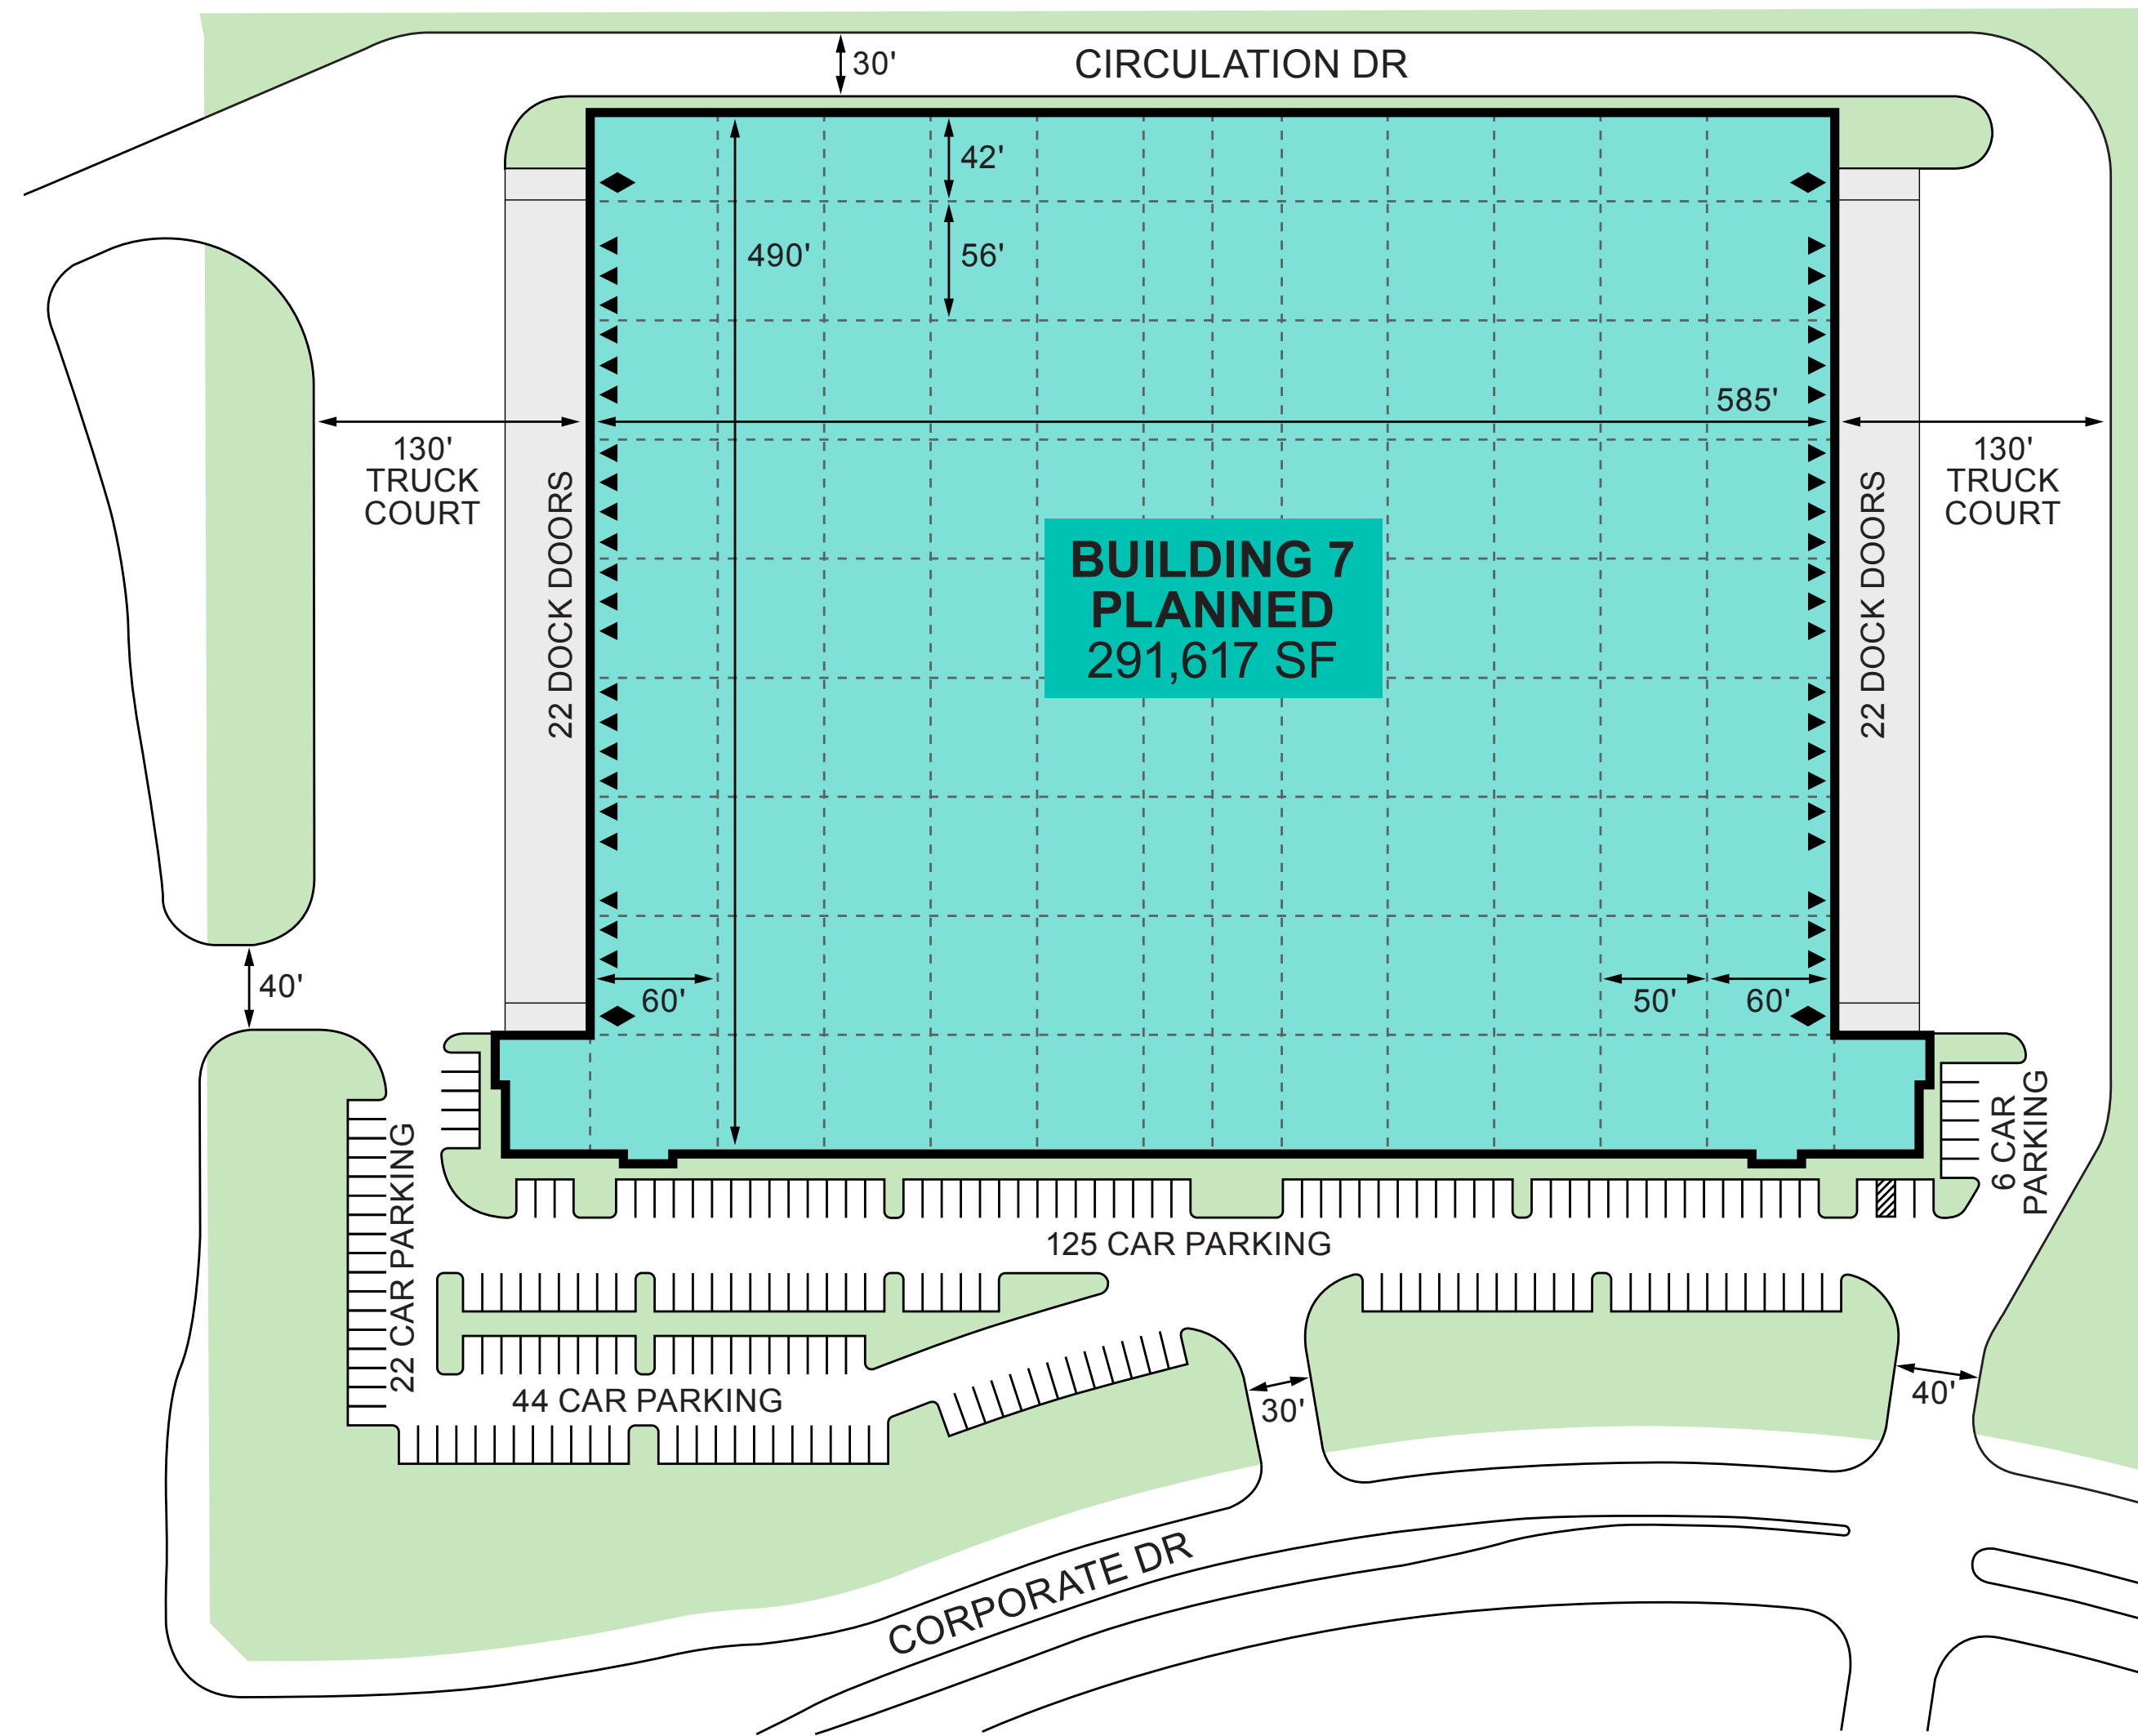 30'
CIRCULATION DR
42'
490'
56'
585'
130'
TRUCK
COURT
130'
TRUCK
COURT
22 DOCK DOORS
22 DOCK DOORS
BUILDING 7
PLANNED
291,617 SF
40'
60'
50'
60'
22 CAR PARKING
6 CAR
PARKING
125 CAR PARKING
44 CAR PARKING
30'
40'
CORPORATE DR